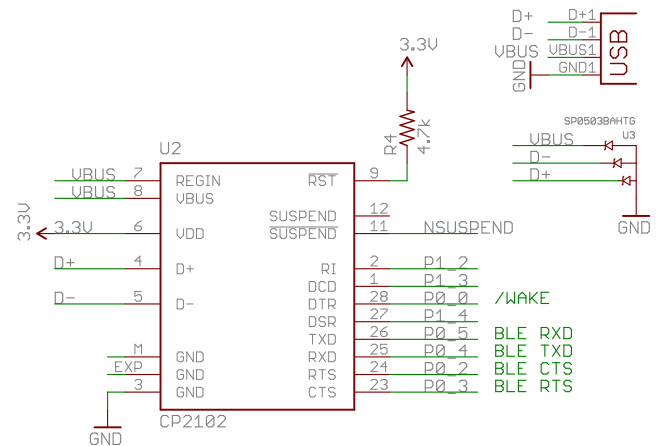 D+ D+1
D- D-1
VBUS VBUS1
GND GND1
USB
3.3V
SP0503BAHTG
U3
VBUS
D-
D+
GND
R4
4.7k
U2
VBUS 7 REGIN
VBUS 8 VBUS
3.3V 3.3V 6 VDD
D+ 4 D+
D- 5 D-
M GND
EXP GND
3 GND
GND
RST 9
SUSPEND 12
SUSPEND 11 NSUSPEND
RI 2 P1_2
DCD 1 P1_3
DTR 28 P0_0 /WAKE
DSR 27 P1_4
TXD 26 P0_5 BLE RXD
RXD 25 P0_4 BLE TXD
RTS 24 P0_2 BLE CTS
CTS 23 P0_3 BLE RTS
CP2102